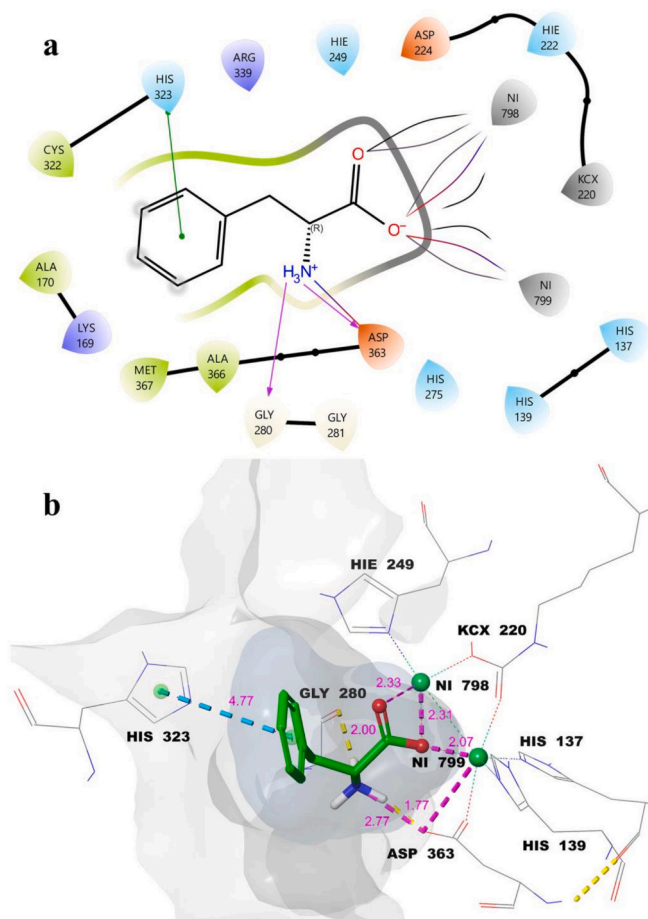 a
HIS
323
ARG
339
HIE
249
ASP
224
HIE
222
NI
798
CYS
322
KCX
220
O
O⁻
(R)
H₃N⁺
NI
799
ALA
170
LYS
169
ASP
363
HIS
137
MET
367
ALA
366
HIS
275
HIS
139
GLY
280
GLY
281
b
HIE 249
KCX 220
4.77
GLY 280
2.33
NI 798
2.31
HIS 323
2.00
2.07
NI 799
HIS 137
1.77
2.77
ASP 363
HIS 139